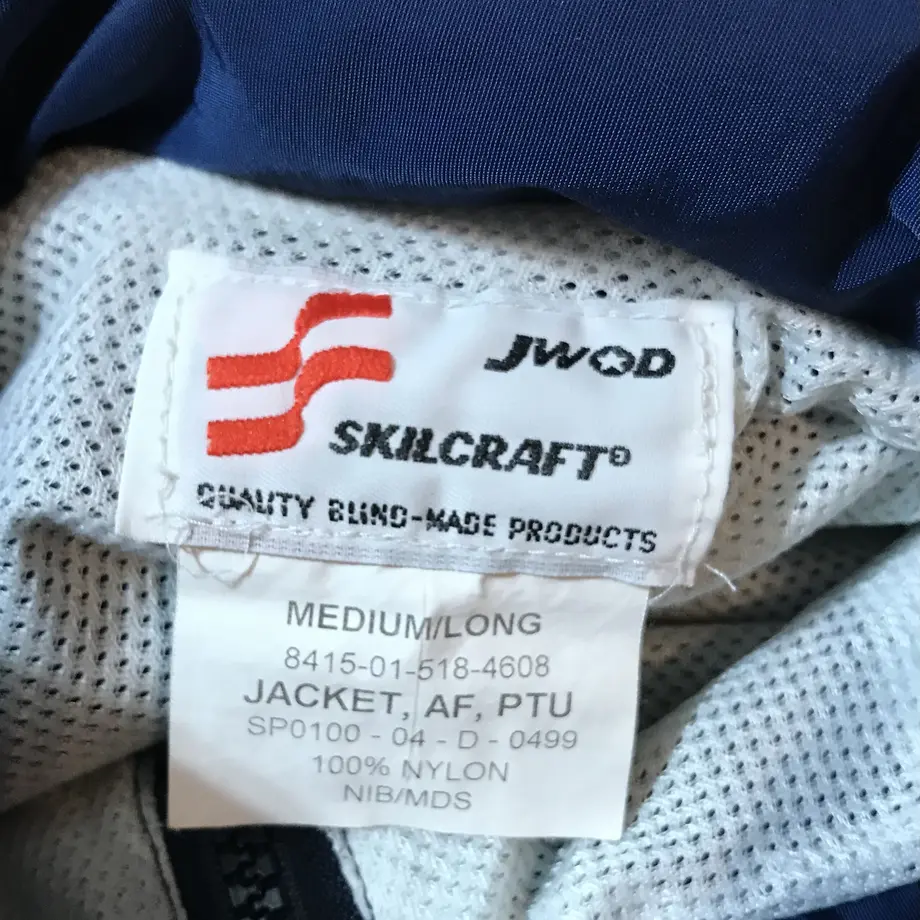 JWOD
SKILCRAFT®
QUALITY BLIND-MADE PRODUCTS
MEDIUM/LONG
8415-01-518-4608
JACKET, AF, PTU
SP0100 - 04 - D - 0499
100% NYLON
NIB/MDS